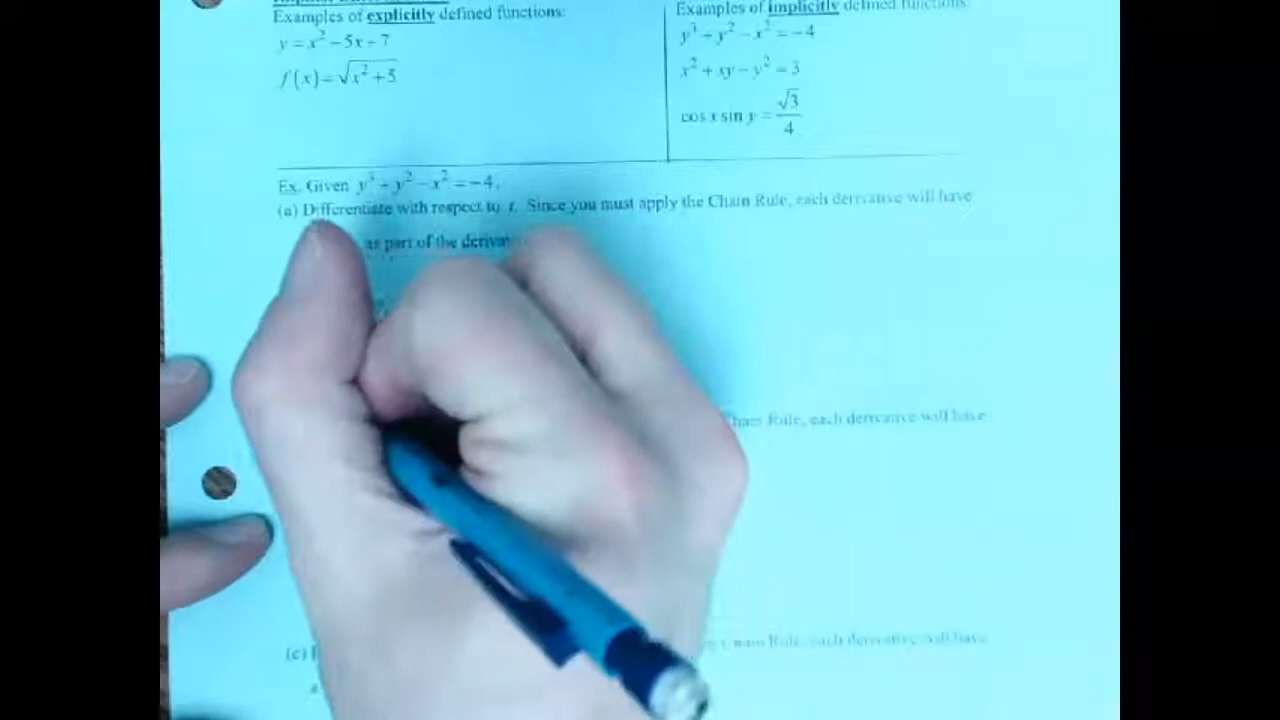 Examples of explicitly defined functions:
y = x² − 5x + 7
f(x) = √(x² + 5)
Examples of implicitly defined functions:
y³ + y² − x² = −4
x² + xy − y² = 3
cos x sin y = √3/4
Ex. Given y³ + y² − x² = −4.
(a) Differentiate with respect to t. Since you must apply the Chain Rule, each derivative will have
as part of the
Chain Rule, each derivative will have
(c)
Rule, each derivative will have